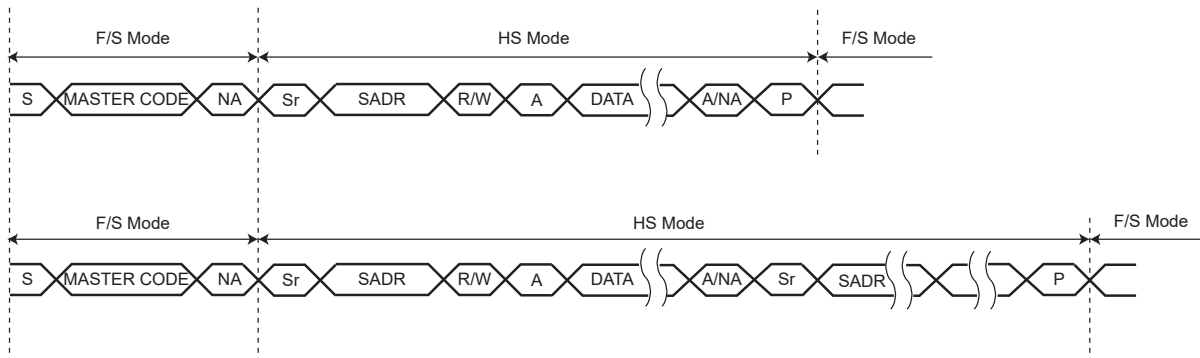 F/S Mode HS Mode F/S Mode
S MASTER CODE NA Sr SADR R/W A DATA A/NA P
F/S Mode HS Mode F/S Mode
S MASTER CODE NA Sr SADR R/W A DATA A/NA Sr SADR P